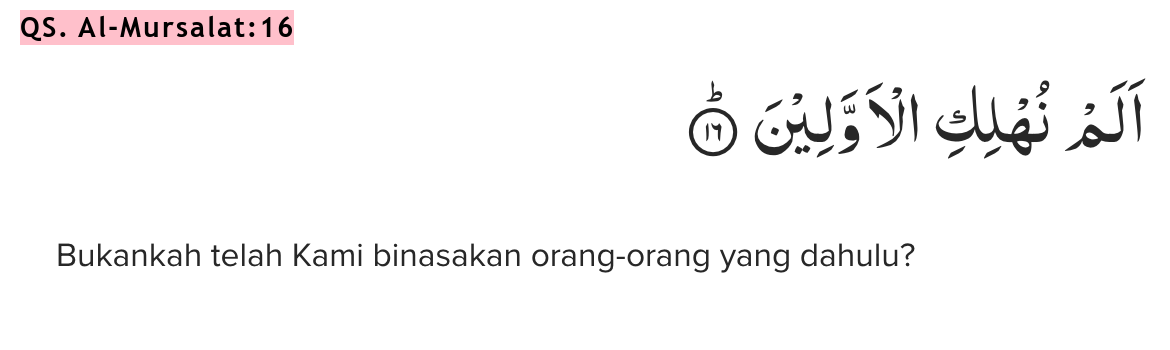 QS. Al-Mursalat:16
اَلَمْ نُهْلِكِ الْاَوَّلِيْنَ ۗ ١٦
Bukankah telah Kami binasakan orang-orang yang dahulu?